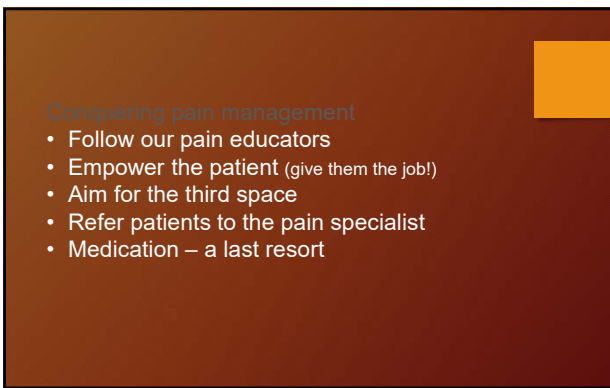 Conquering pain management
• Follow our pain educators
• Empower the patient (give them the job!)
• Aim for the third space
• Refer patients to the pain specialist
• Medication – a last resort